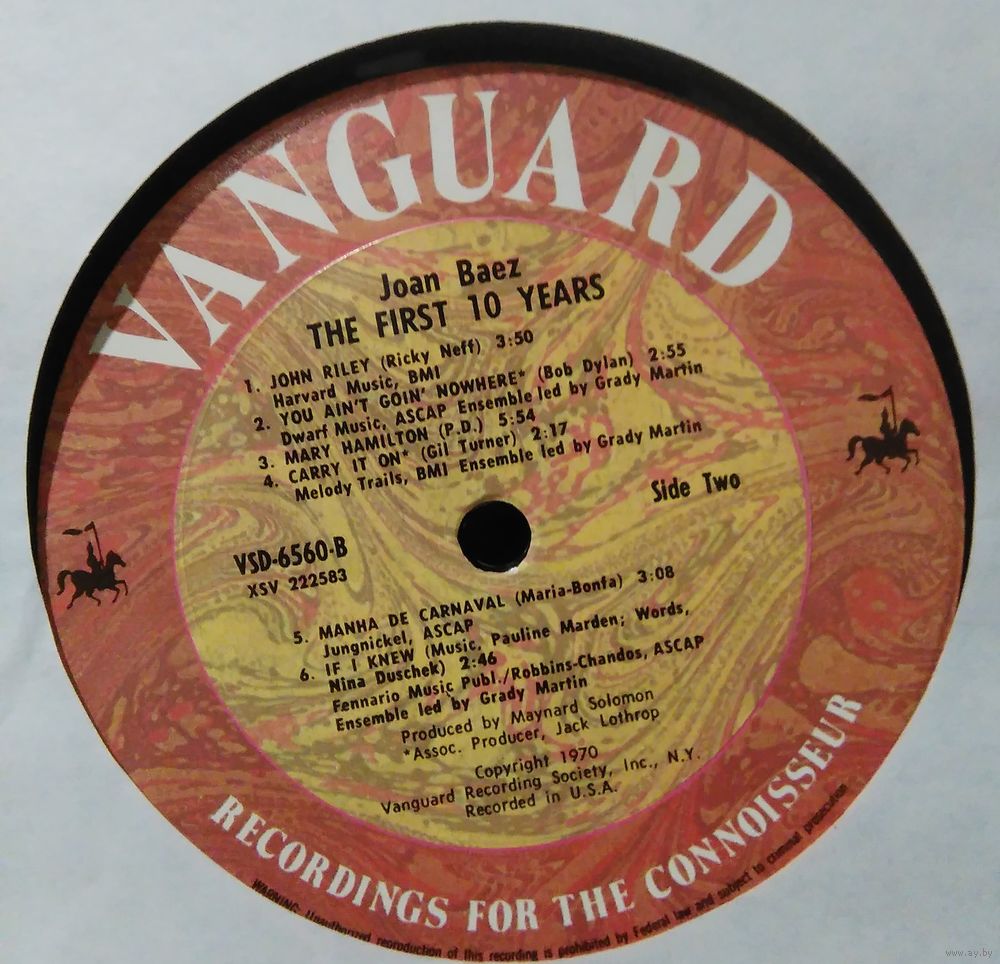 VANGUARD
Joan Baez
THE FIRST 10 YEARS
1. JOHN RILEY (Ricky Neff) 3:50
Harvard Music, BMI
2. YOU AIN'T GOIN' NOWHERE* (Bob Dylan) 2:55
Dwarf Music, ASCAP Ensemble led by Grady Martin
3. MARY HAMILTON (P.D.) 5:54
4. CARRY IT ON* (Gil Turner) 2:17
Melody Trails, BMI Ensemble led by Grady Martin
Side Two
VSD-6560-B
XSV 222583
5. MANHA DE CARNAVAL (Maria-Bonfa) 3:08
Jungnickel, ASCAP
6. IF I KNEW (Music, Pauline Marden; Words,
Nina Duschek) 2:46
Fennario Music Publ./Robbins-Chandos, ASCAP
Ensemble led by Grady Martin
Produced by Maynard Solomon
*Assoc. Producer, Jack Lothrop
Copyright 1970
Vanguard Recording Society, Inc., N.Y.
Recorded in U.S.A.
RECORDINGS FOR THE CONNOISSEUR
WARNING: Unauthorized reproduction of this recording is prohibited by Federal law and subject to criminal prosecution
www.ay.by